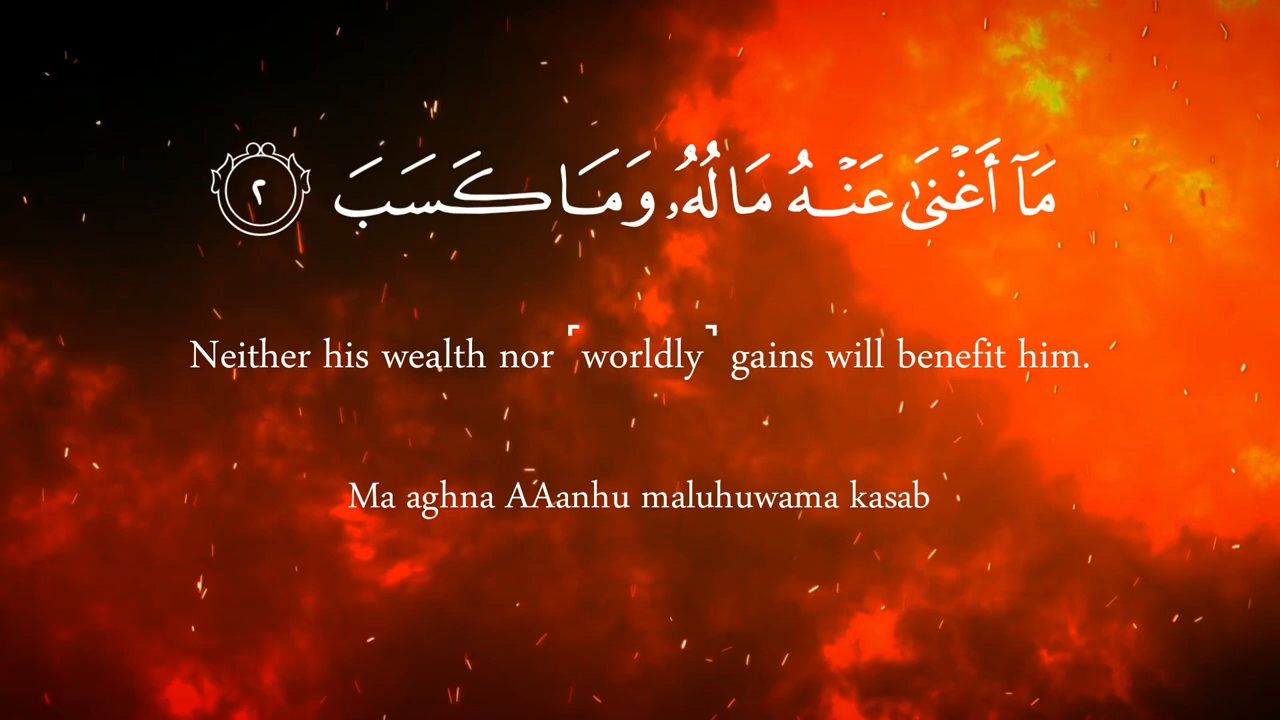 مَآ أَغْنَىٰ عَنْهُ مَالُهُۥ وَمَا كَسَبَ ٢
Neither his wealth nor ⸢worldly⸣ gains will benefit him.
Ma aghna AAanhu maluhuwama kasab